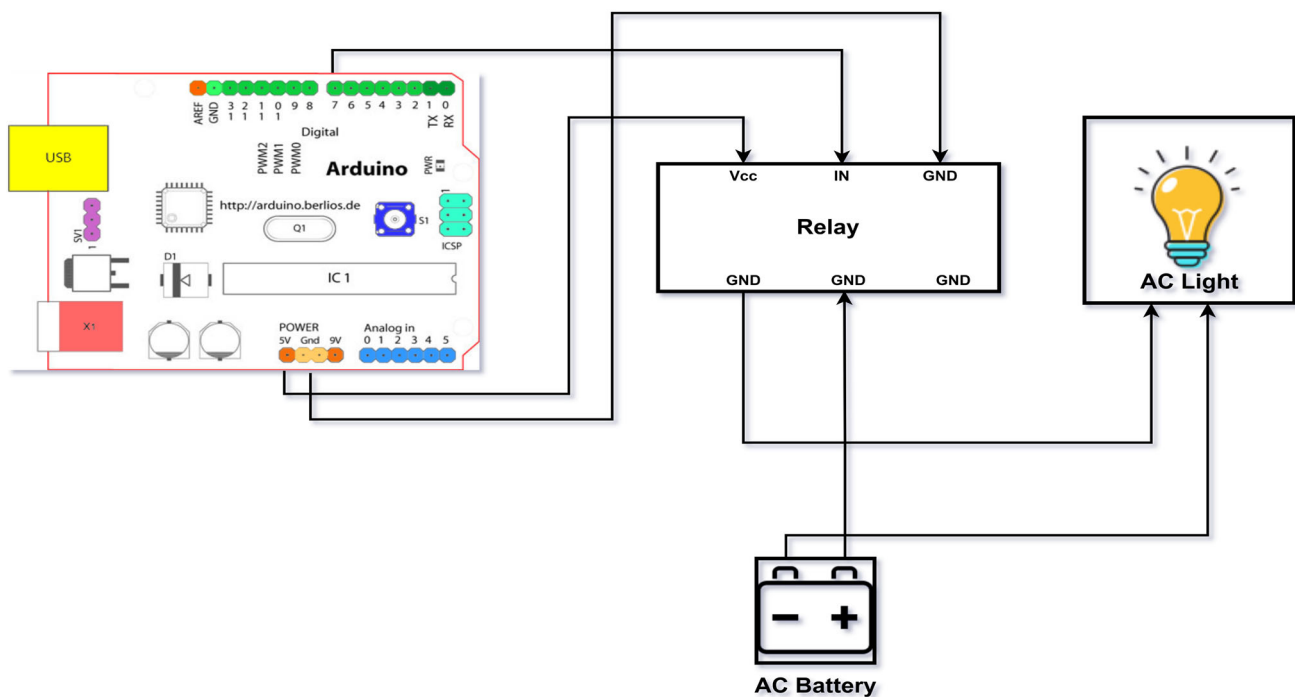 AREF
GND
13
12
11
10
9
8
7
6
5
4
3
2
1
0
TX
RX
Digital
PWM2
PWM1
PWM0
Arduino
PWR
USB
http://arduino.berlios.de
Q1
S1
1
ICSP
SV1
1
D1
IC 1
X1
POWER
5V Gnd 9V
Analog in
0 1 2 3 4 5
Vcc IN GND
Relay
GND GND GND
AC Light
AC Battery